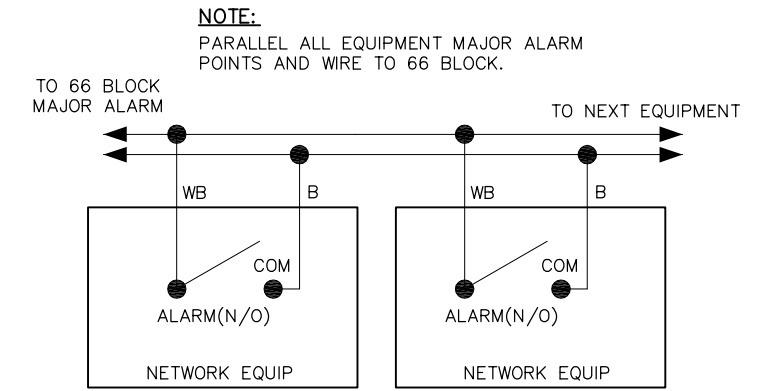 NOTE:
PARALLEL ALL EQUIPMENT MAJOR ALARM
POINTS AND WIRE TO 66 BLOCK.
TO 66 BLOCK
MAJOR ALARM
TO NEXT EQUIPMENT
WB
B
WB
B
COM
ALARM(N/O)
NETWORK EQUIP
COM
ALARM(N/O)
NETWORK EQUIP